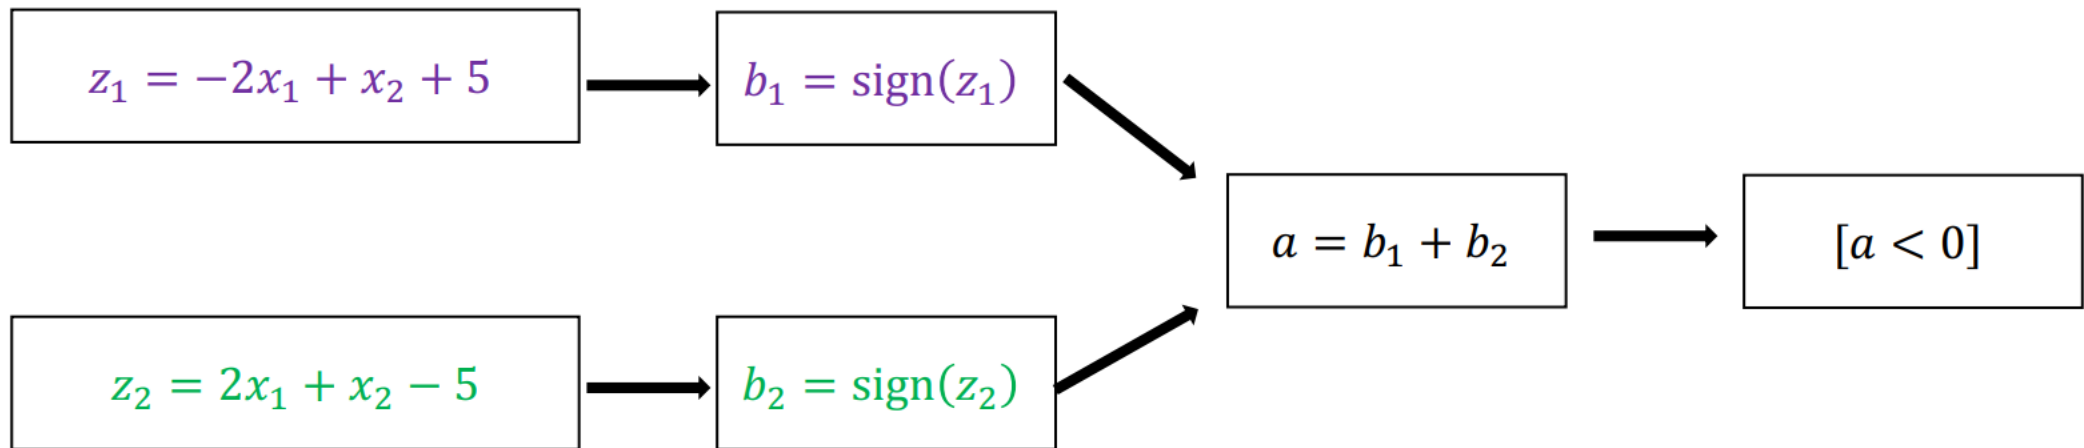 z₁ = −2x₁ + x₂ + 5
b₁ = sign(z₁)
z₂ = 2x₁ + x₂ − 5
b₂ = sign(z₂)
a = b₁ + b₂
[a < 0]